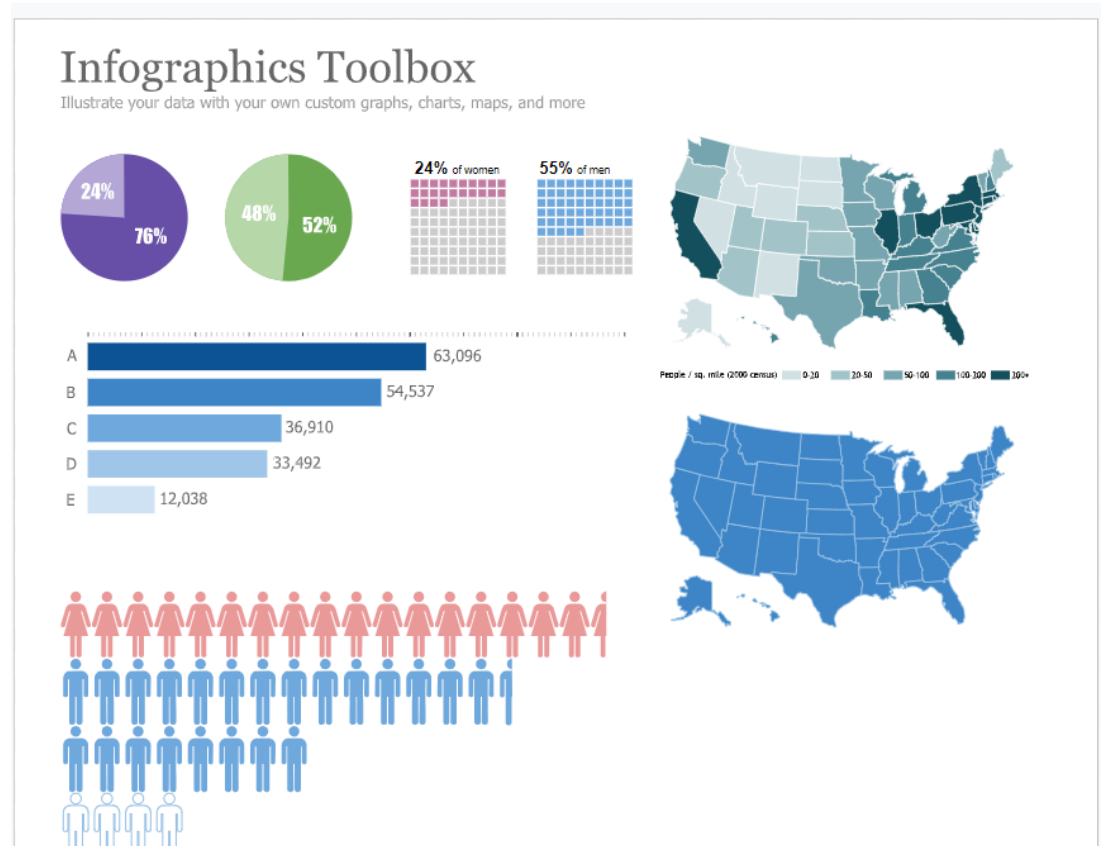 Infographics Toolbox
Illustrate your data with your own custom graphs, charts, maps, and more
24%
76%
48%
52%
24% of women
55% of men
A 63,096
B 54,537
C 36,910
D 33,492
E 12,038
People / sq. mile (2000 census) 0-20 20-50 50-100 100-300 300+